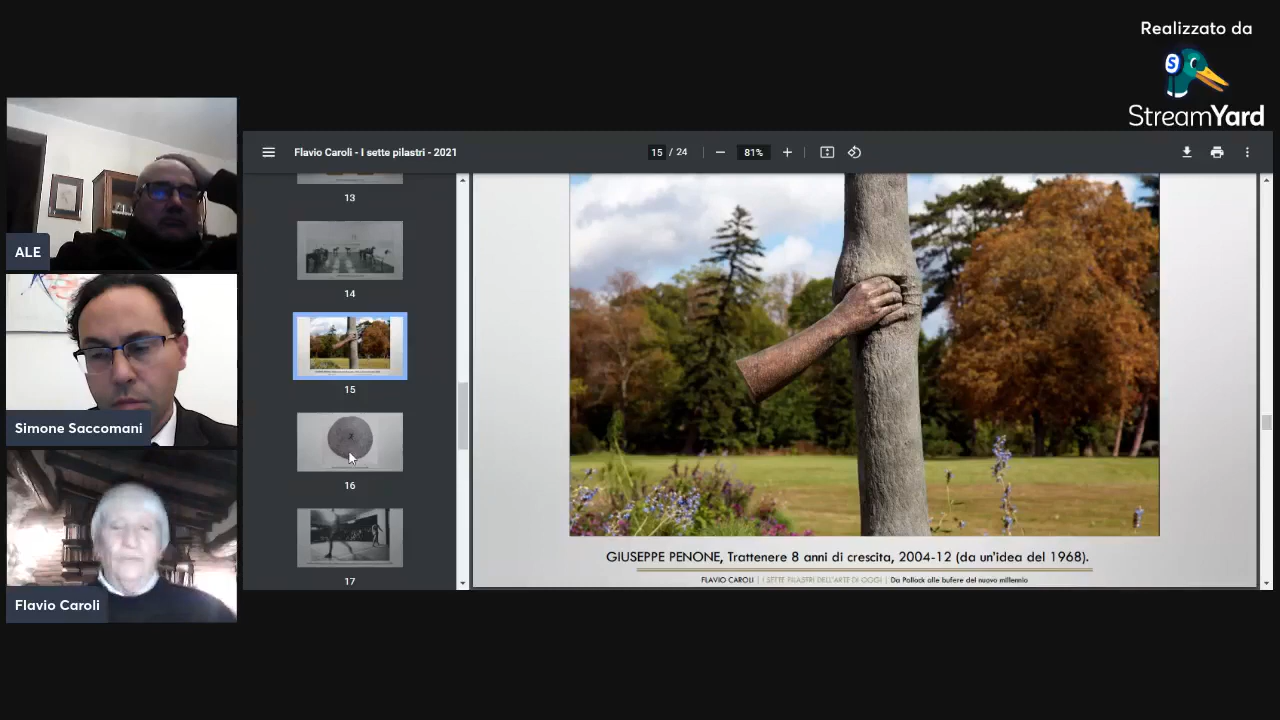 Realizzato da
StreamYard
Flavio Caroli - I sette pilastri - 2021
15 / 24
81%
13
14
15
16
17
ALE
Simone Saccomani
Flavio Caroli
GIUSEPPE PENONE, Trattenere 8 anni di crescita, 2004-12 (da un'idea del 1968).
FLAVIO CAROLI | I SETTE PILASTRI DELL'ARTE DI OGGI | Da Pollock alle bufere del nuovo millennio